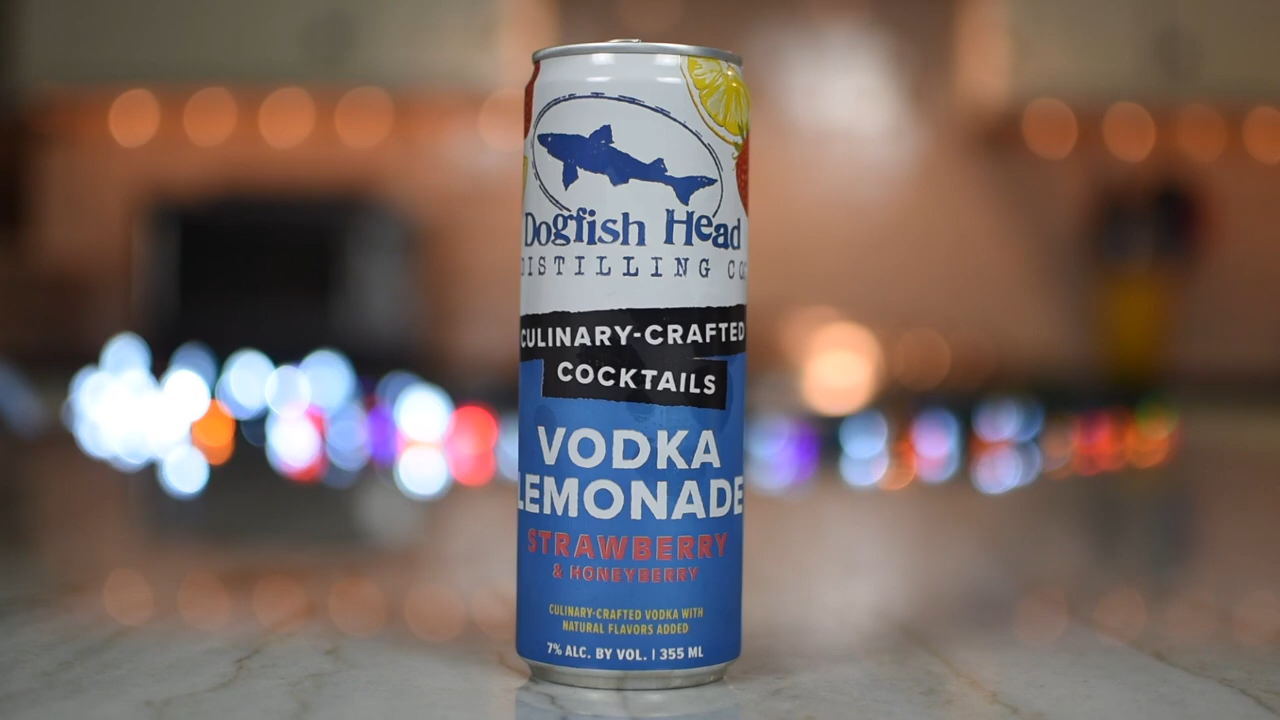 Dogfish Head
DISTILLING CO
CULINARY-CRAFTED
COCKTAILS
VODKA
LEMONADE
STRAWBERRY
& HONEYBERRY
CULINARY-CRAFTED VODKA WITH
NATURAL FLAVORS ADDED
7% ALC. BY VOL. | 355 ML